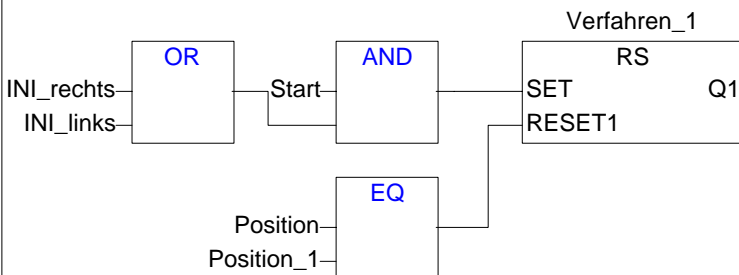 Verfahren_1
OR
AND
RS
INI_rechts
Start
SET
Q1
INI_links
RESET1
EQ
Position
Position_1